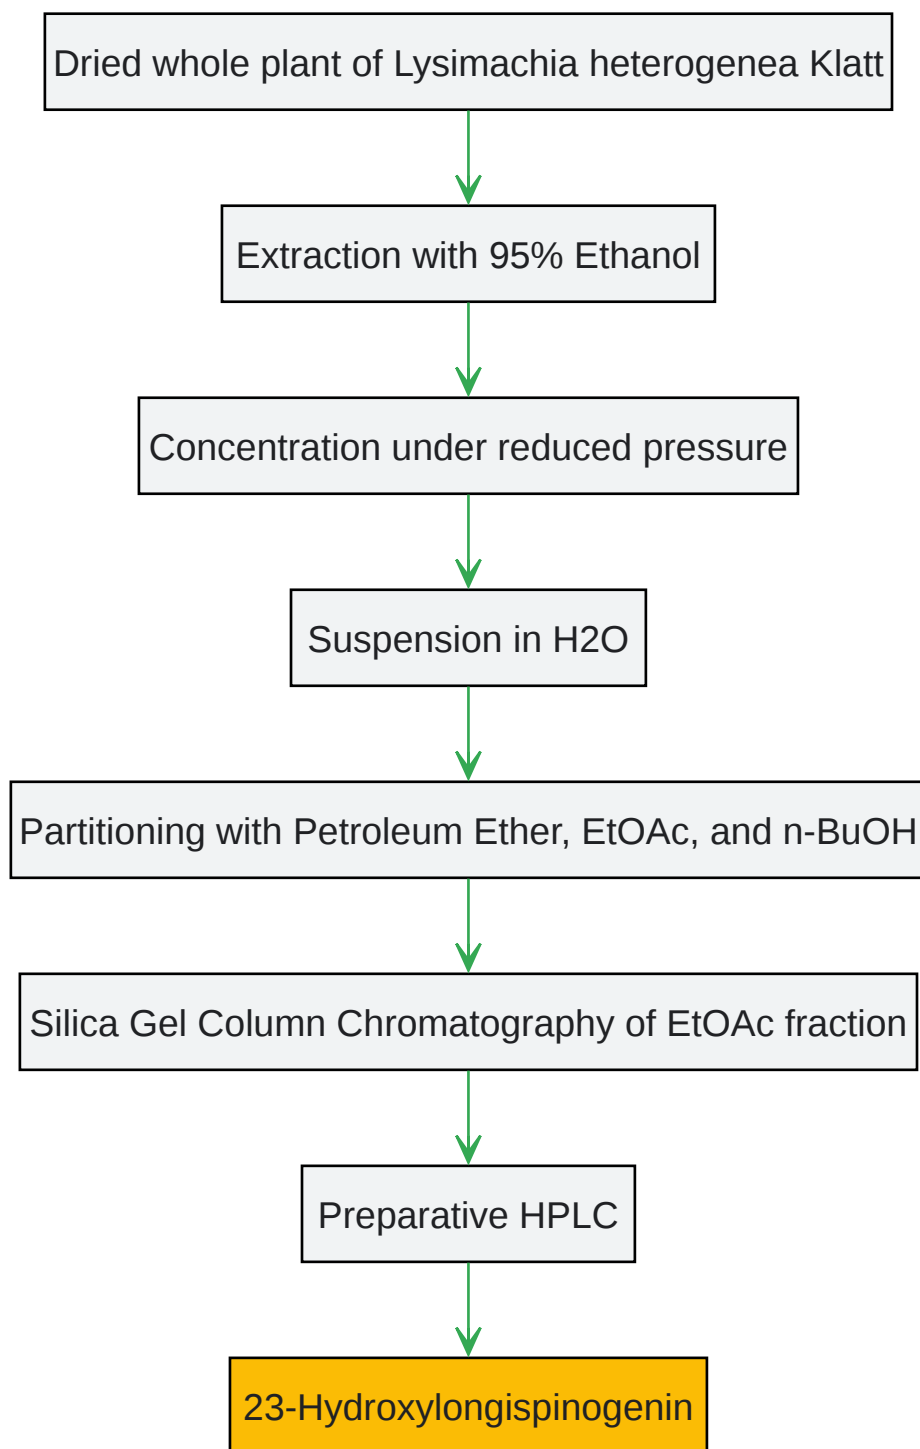 Dried whole plant of Lysimachia heterogenea Klatt
Extraction with 95% Ethanol
Concentration under reduced pressure
Suspension in H2O
Partitioning with Petroleum Ether, EtOAc, and n-BuOH
Silica Gel Column Chromatography of EtOAc fraction
Preparative HPLC
23-Hydroxylongispinogenin